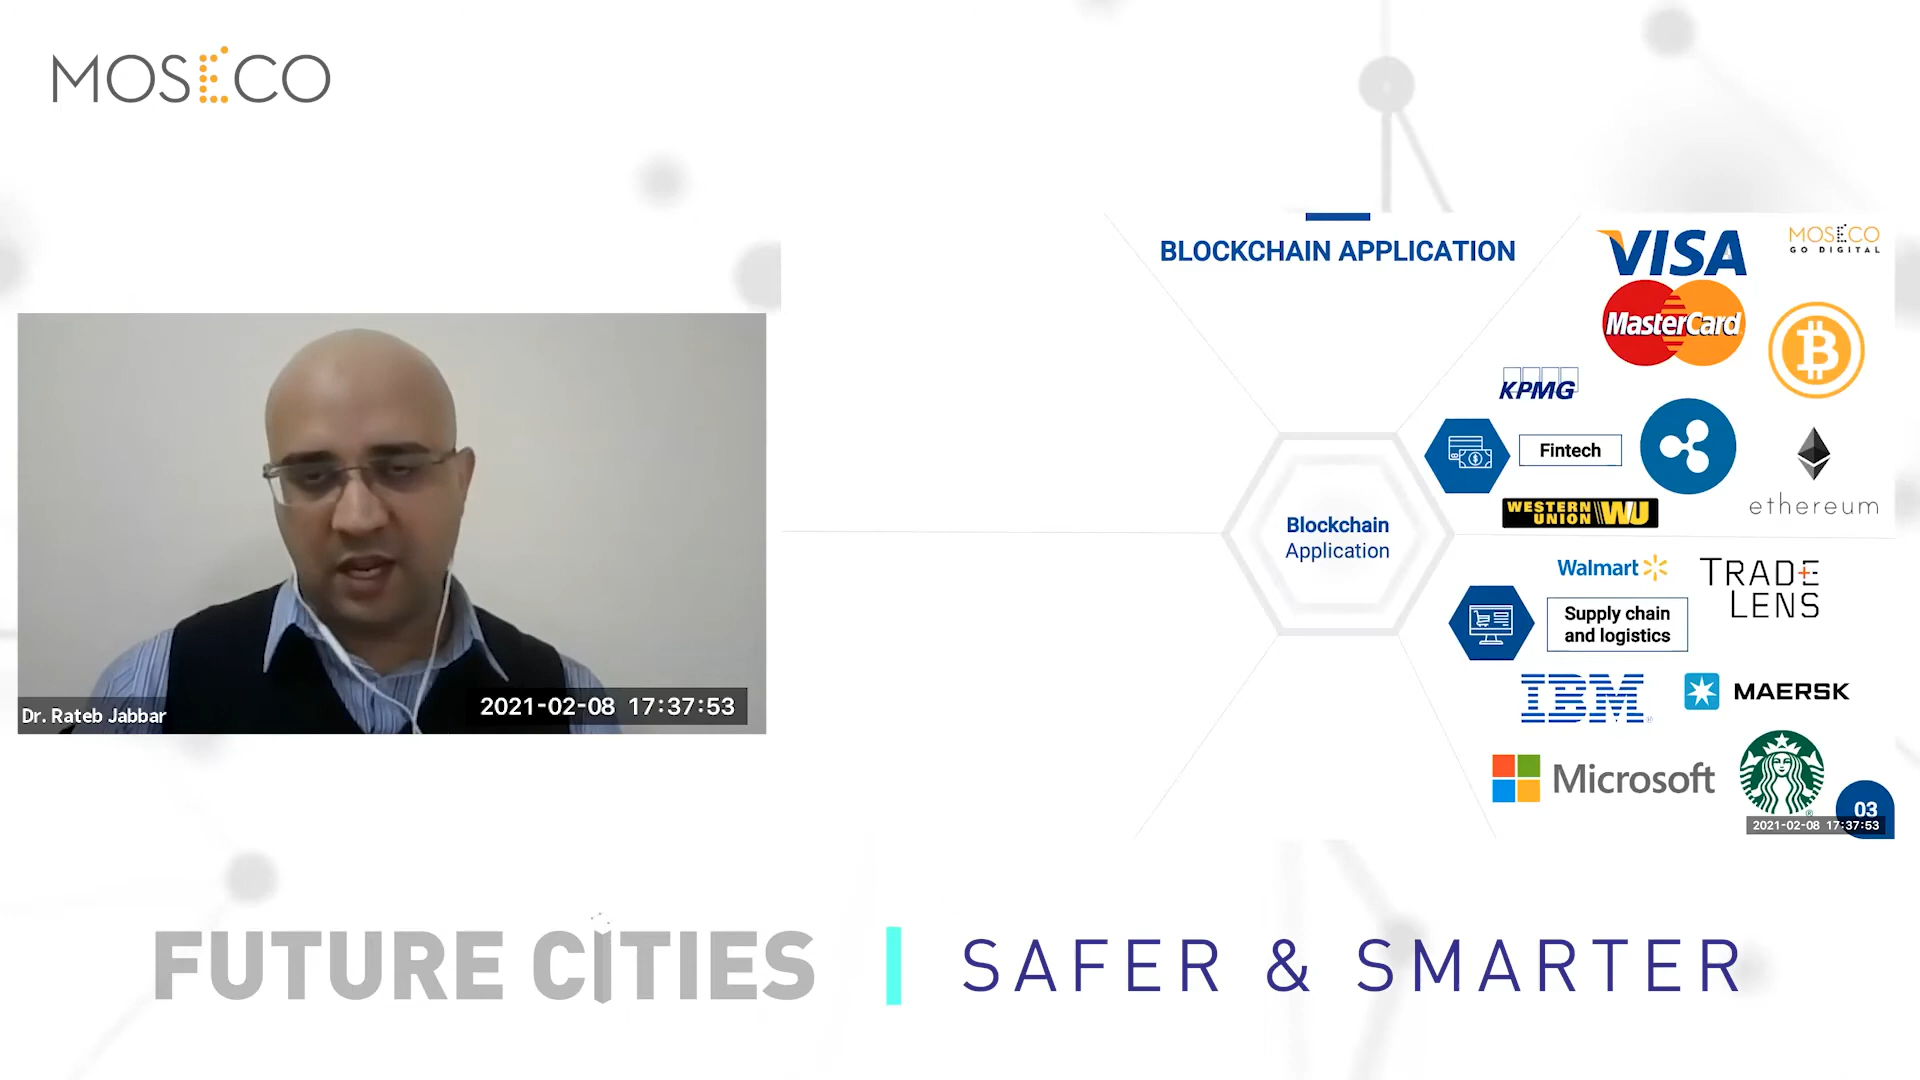 MOSECO
Dr. Rateb Jabbar
2021-02-08 17:37:53
BLOCKCHAIN APPLICATION
VISA
MOSECO
GO DIGITAL
MasterCard
KPMG
Fintech
ethereum
WESTERN
UNION WU
Blockchain
Application
Walmart
TRADE
LENS
Supply chain
and logistics
IBM
MAERSK
Microsoft
03
2021-02-08 17:37:53
FUTURE CITIES
SAFER & SMARTER